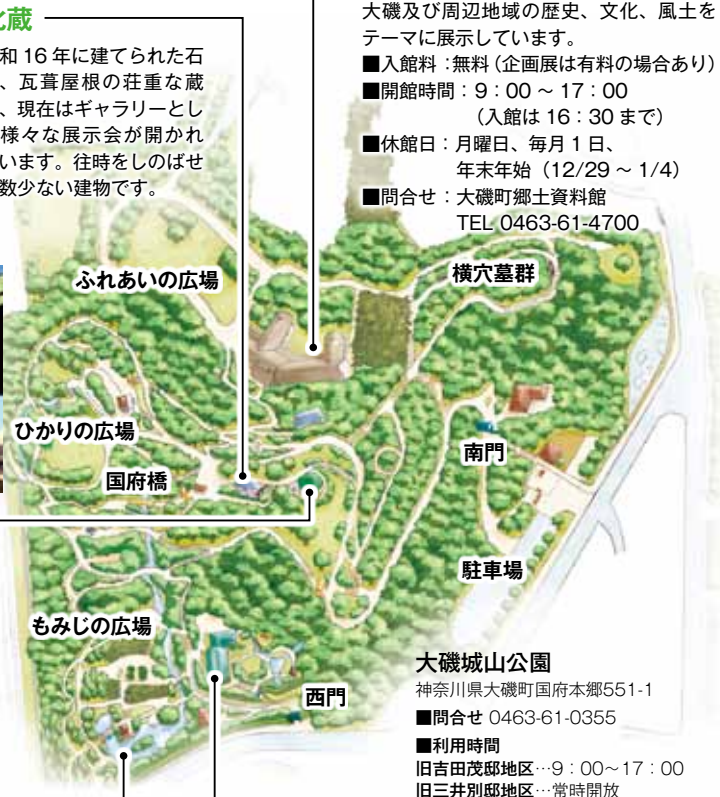 蔵
和 16 年に建てられた石
、瓦葺屋根の荘重な蔵
、現在はギャラリーとし
様々な展示会が開かれ
います。往時をしのばせ
数少ない建物です。
大磯及び周辺地域の歴史、文化、風土を
テーマに展示しています。
■入館料：無料（企画展は有料の場合あり）
■開館時間：9：00 ～ 17：00
（入館は 16：30 まで）
■休館日：月曜日、毎月 1 日、
年末年始（12/29 ～ 1/4）
■問合せ：大磯町郷土資料館
TEL 0463-61-4700
ふれあいの広場
横穴墓群
ひかりの広場
国府橋
南門
駐車場
もみじの広場
西門
大磯城山公園
神奈川県大磯町国府本郷551-1
■問合せ 0463-61-0355
■利用時間
旧吉田茂邸地区…9：00～17：00
旧三井別邸地区…常時開放